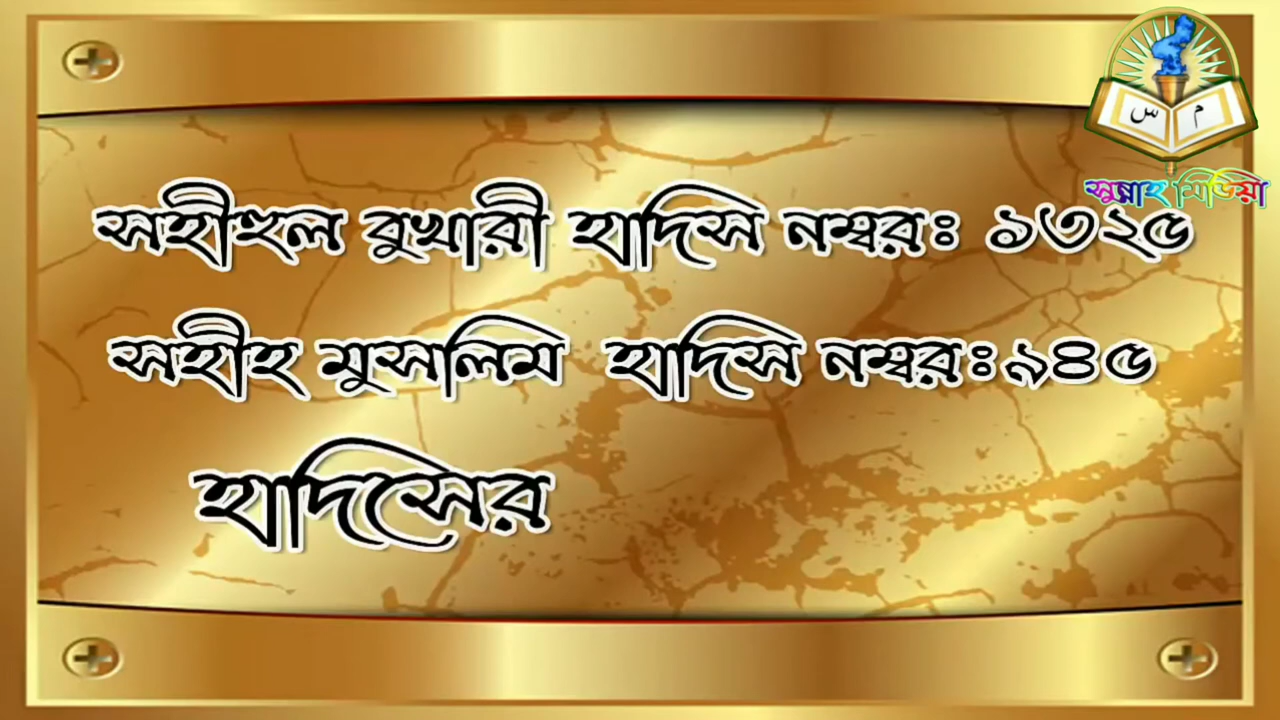 س م
সুন্নাহ মিডিয়া
সহীহুল বুখারী হাদিস নম্বরঃ ১৩২৫
সহীহ মুসলিম হাদিস নম্বরঃ৯৪৫
হাদিসের